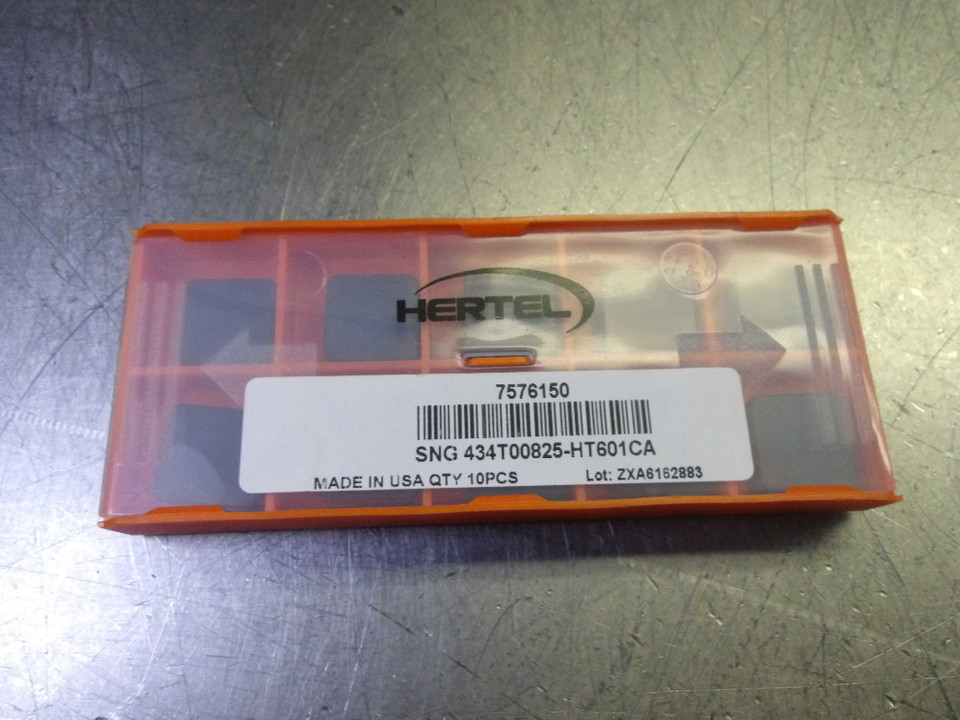 HERTEL
7576150
SNG 434T00825-HT601CA
MADE IN USA QTY 10PCS Lot: ZXA6162883